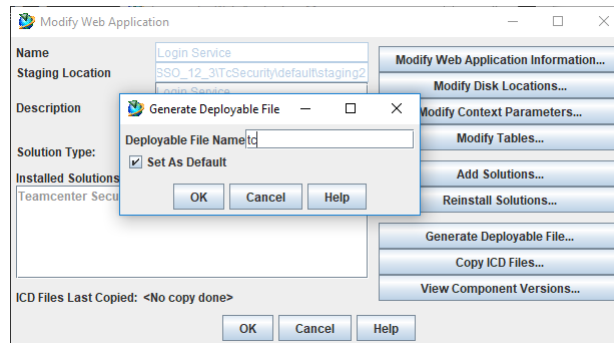 Modify Web Application
Name
Login Service
Staging Location
SSO_12_3\TcSecurity\default\staging2
Login Service
Description
Solution Type:
Installed Solutions
Teamcenter Secu
ICD Files Last Copied: <No copy done>
OK Cancel Help
Modify Web Application Information...
Modify Disk Locations...
Modify Context Parameters...
Modify Tables...
Add Solutions...
Reinstall Solutions...
Generate Deployable File...
Copy ICD Files...
View Component Versions...
Generate Deployable File
Deployable File Name tc
Set As Default
OK Cancel Help